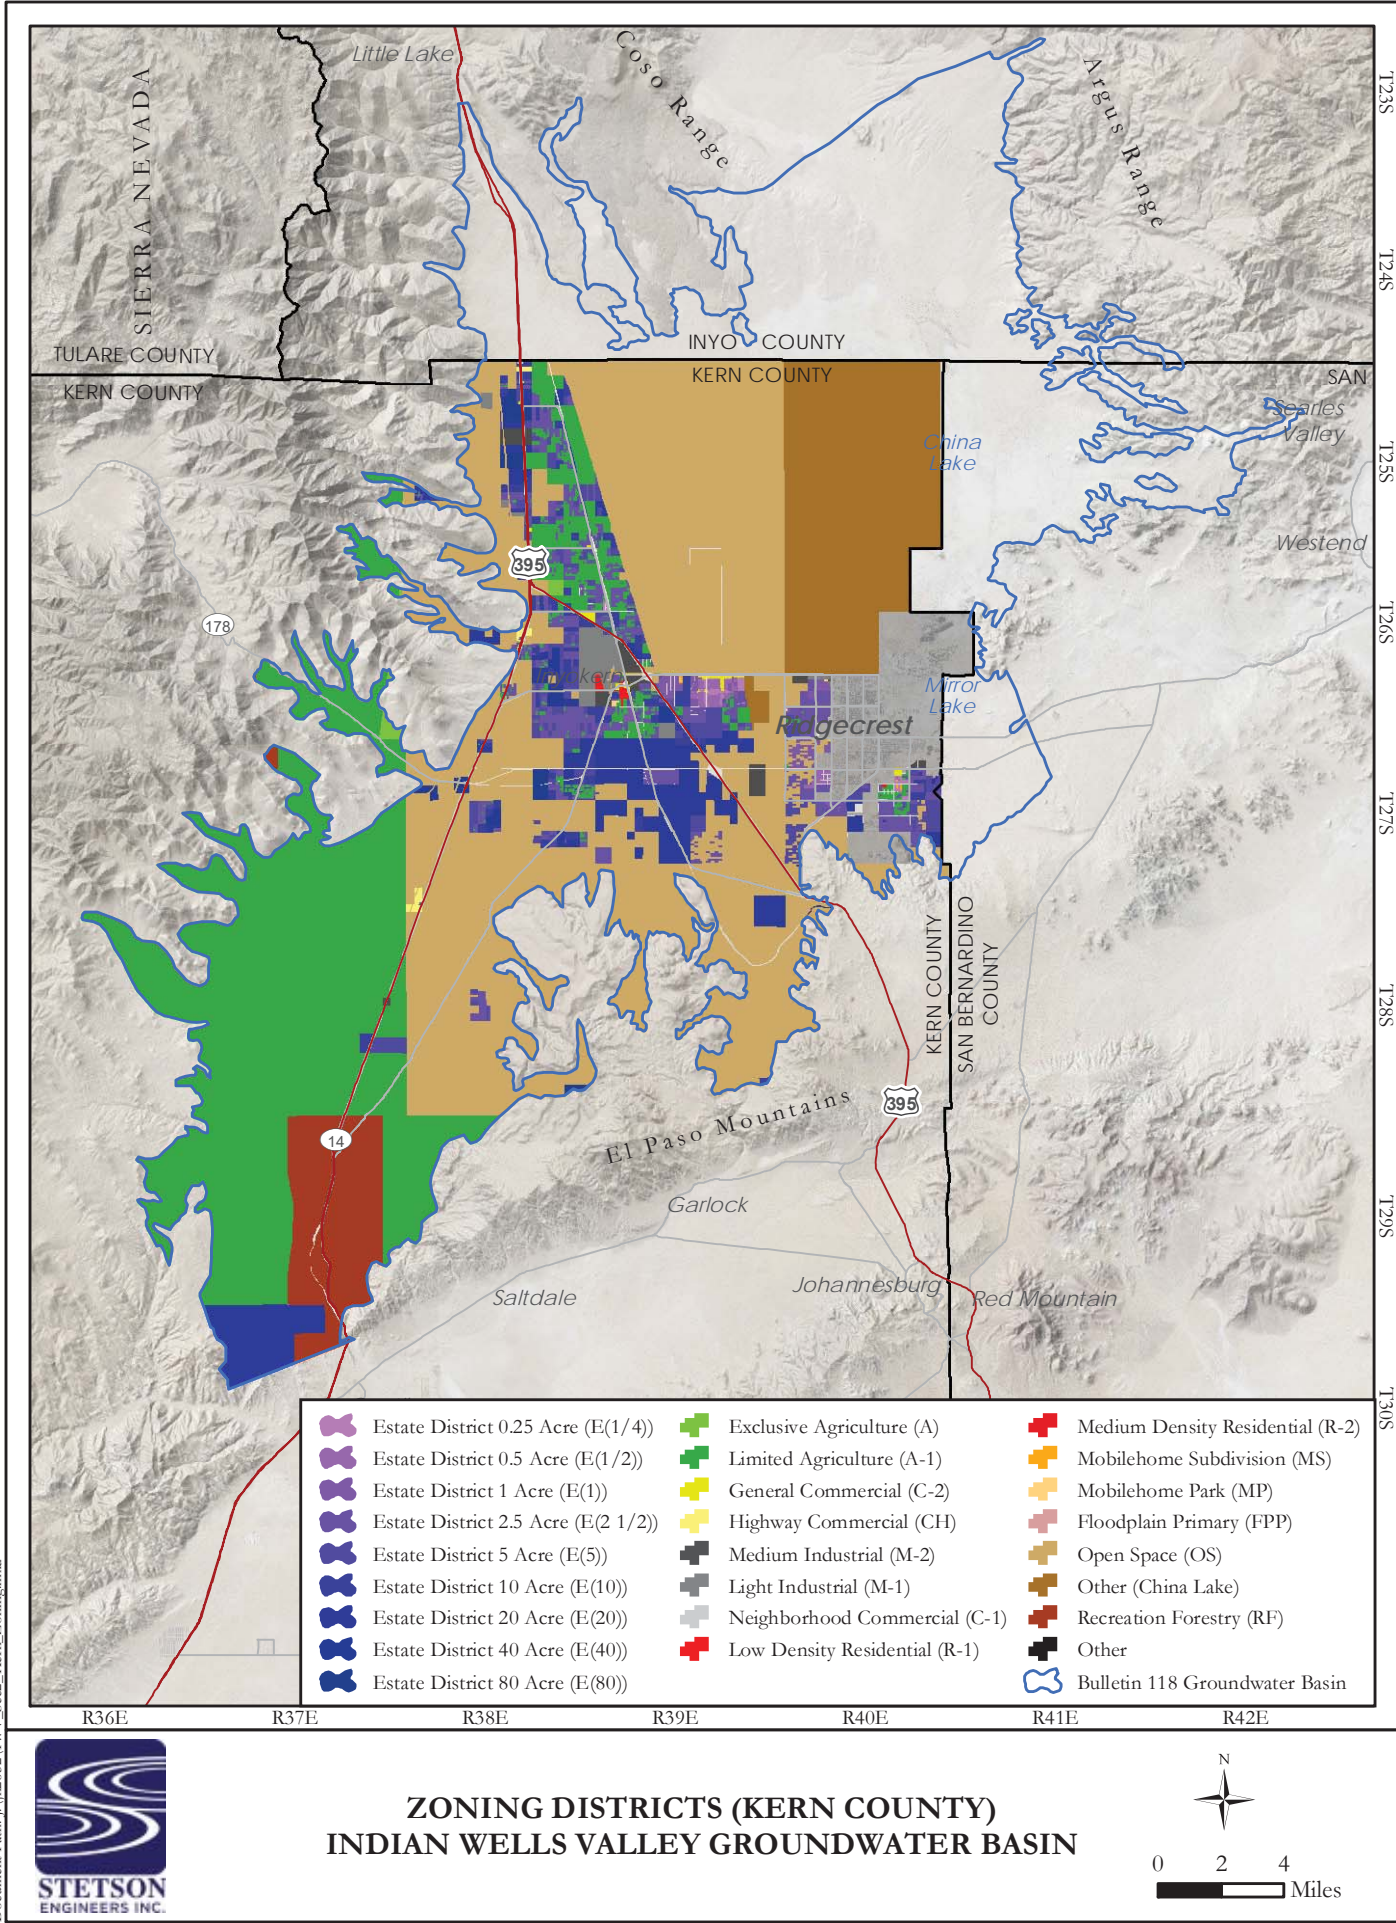 Little Lake
Coso Range
Argus Range
SIERRA NEVADA
T23S
T24S
INYO COUNTY
TULARE COUNTY
KERN COUNTY
KERN COUNTY
SAN
Searles
Valley
China
Lake
T25S
Westend
395
178
T26S
Inyokern
Mirror
Lake
Ridgecrest
T27S
KERN COUNTY
SAN BERNARDINO
COUNTY
T28S
395
El Paso Mountains
14
Garlock
T29S
Saltdale
Johannesburg
Red Mountain
T30S
Estate District 0.25 Acre (E(1/4))
Estate District 0.5 Acre (E(1/2))
Estate District 1 Acre (E(1))
Estate District 2.5 Acre (E(2 1/2))
Estate District 5 Acre (E(5))
Estate District 10 Acre (E(10))
Estate District 20 Acre (E(20))
Estate District 40 Acre (E(40))
Estate District 80 Acre (E(80))
Exclusive Agriculture (A)
Limited Agriculture (A-1)
General Commercial (C-2)
Highway Commercial (CH)
Medium Industrial (M-2)
Light Industrial (M-1)
Neighborhood Commercial (C-1)
Low Density Residential (R-1)
Medium Density Residential (R-2)
Mobilehome Subdivision (MS)
Mobilehome Park (MP)
Floodplain Primary (FPP)
Open Space (OS)
Other (China Lake)
Recreation Forestry (RF)
Other
Bulletin 118 Groundwater Basin
R36E R37E R38E R39E R40E R41E R42E
STETSON
ENGINEERS INC.
ZONING DISTRICTS (KERN COUNTY)
INDIAN WELLS VALLEY GROUNDWATER BASIN
N
0 2 4
Miles